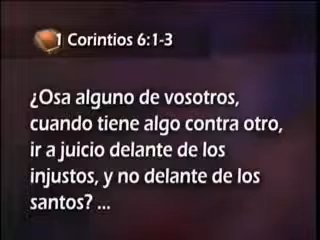 1 Corintios 6:1-3
¿Osa alguno de vosotros,
cuando tiene algo contra otro,
ir a juicio delante de los
injustos, y no delante de los
santos? ...